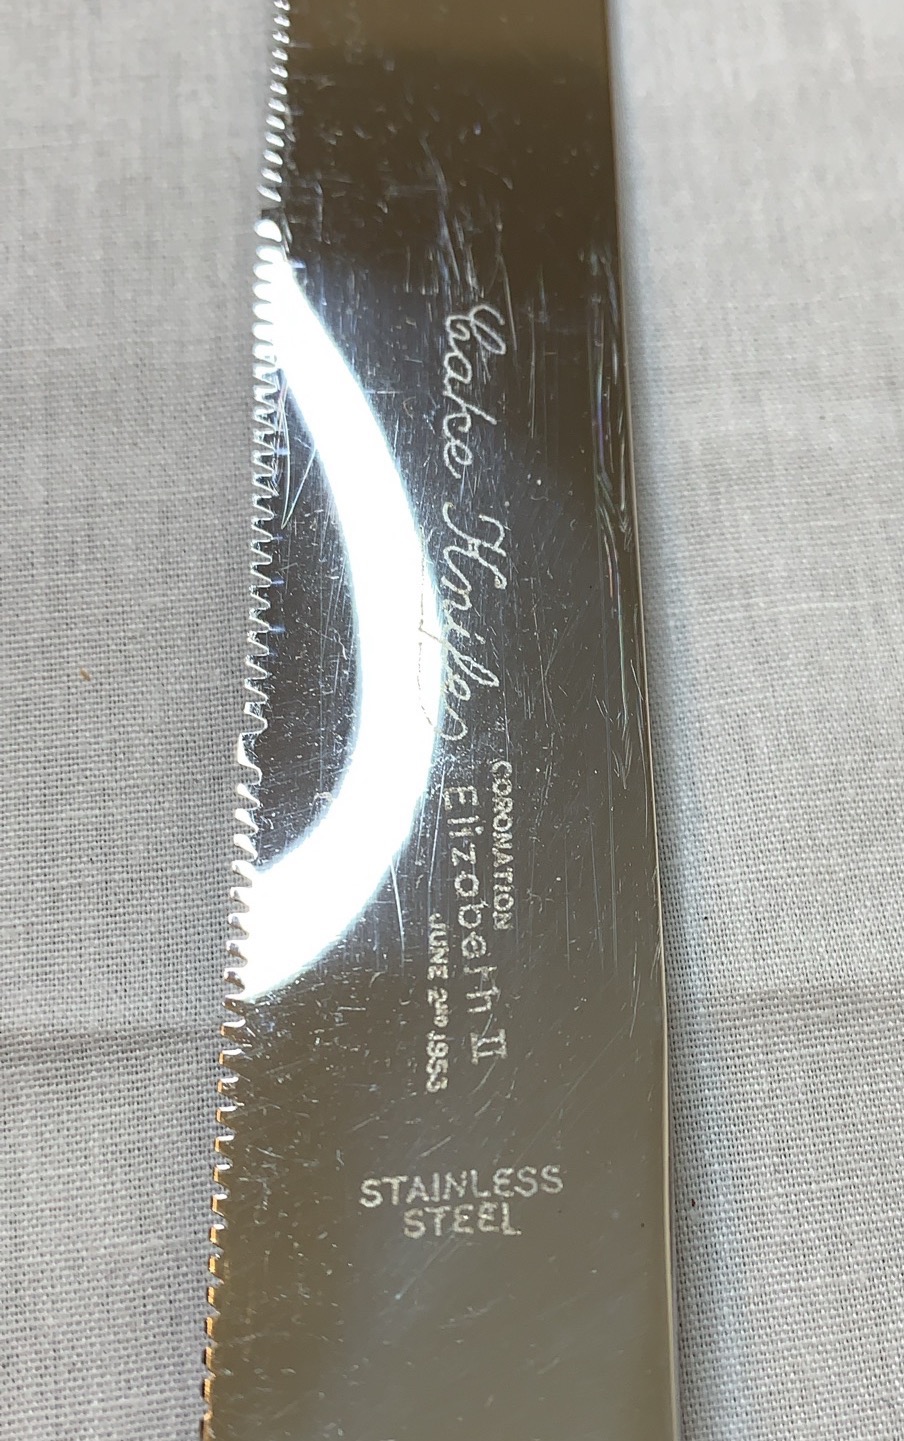 Cake Knife
CORONATION
Elizabeth II
JUNE 2ND 1953
STAINLESS
STEEL